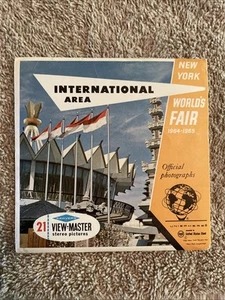 INTERNATIONAL
AREA
NEW
YORK
WORLD'S
FAIR
1964-1965
Official
photographs
21
VIEW-MASTER
stereo pictures